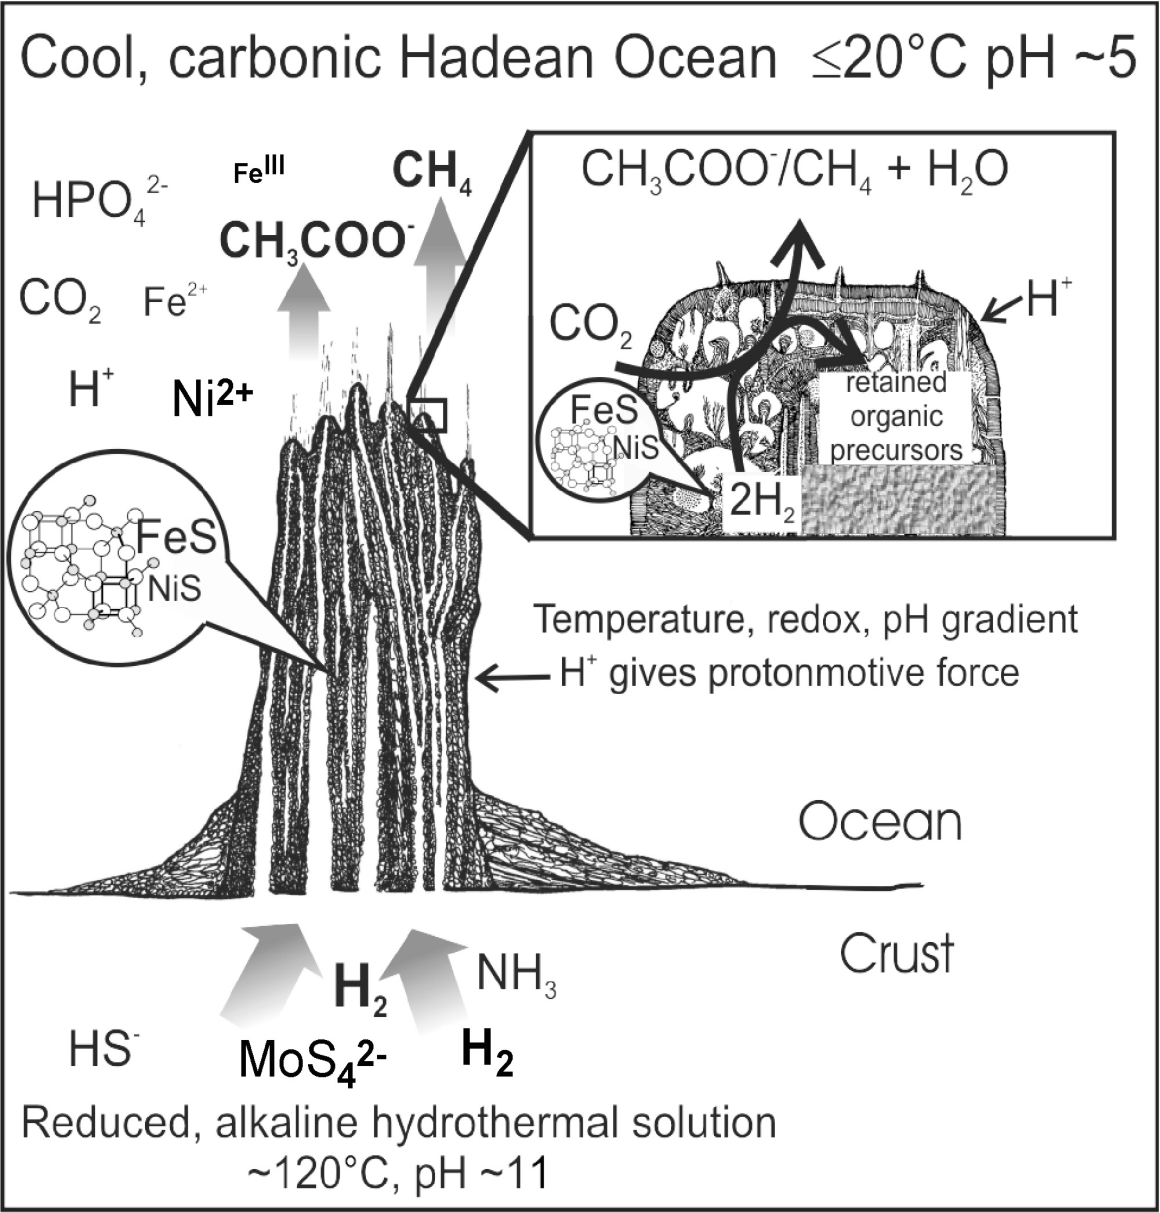 Cool, carbonic Hadean Ocean ≤20°C pH ~5
HPO₄²⁻
Feᴵᴵᴵ
CH₄
CH₃COO⁻
CO₂
Fe²⁺
H⁺
Ni²⁺
FeS
NiS
CH₃COO⁻/CH₄ + H₂O
CO₂
H⁺
retained
organic
precursors
FeS
NiS
2H₂
Temperature, redox, pH gradient
H⁺ gives protonmotive force
Ocean
Crust
H₂
NH₃
HS⁻
MoS₄²⁻
H₂
Reduced, alkaline hydrothermal solution
~120°C, pH ~11